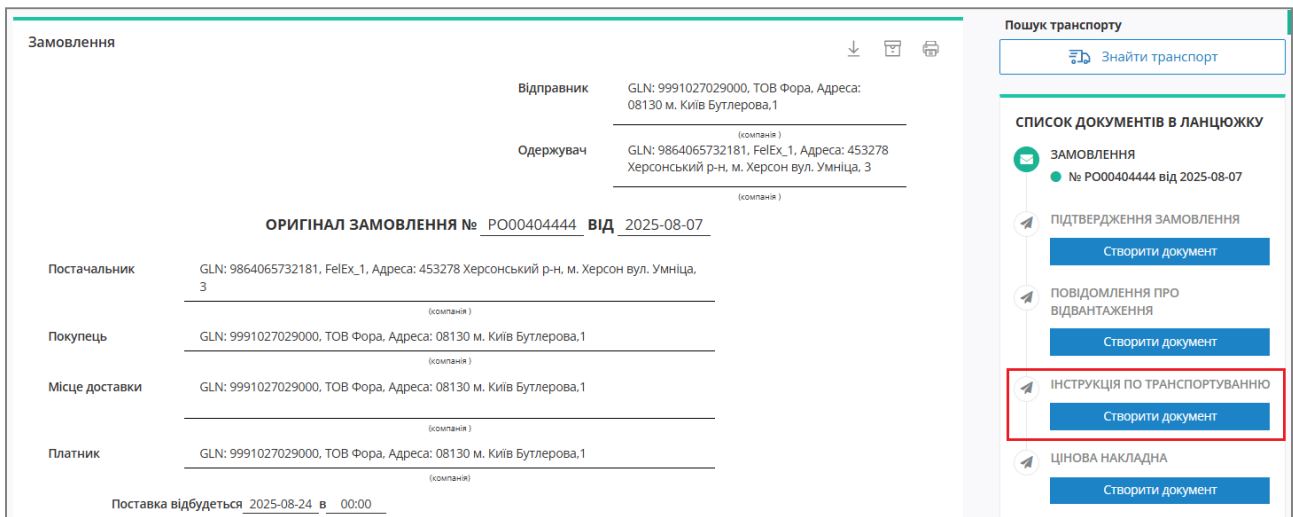 Замовлення
Відправник
GLN: 9991027029000, ТОВ Фора, Адреса:
08130 м. Київ Бутлерова,1
(компанія )
Одержувач
GLN: 9864065732181, FelEx_1, Адреса: 453278
Херсонський р-н, м. Херсон вул. Умніца, 3
(компанія )
ОРИГІНАЛ ЗАМОВЛЕННЯ № PO00404444 ВІД 2025-08-07
Постачальник
GLN: 9864065732181, FelEx_1, Адреса: 453278 Херсонський р-н, м. Херсон вул. Умніца,
3
(компанія )
Покупець
GLN: 9991027029000, ТОВ Фора, Адреса: 08130 м. Київ Бутлерова,1
(компанія )
Місце доставки
GLN: 9991027029000, ТОВ Фора, Адреса: 08130 м. Київ Бутлерова,1
(компанія )
Платник
GLN: 9991027029000, ТОВ Фора, Адреса: 08130 м. Київ Бутлерова,1
(компанія)
Поставка відбудеться 2025-08-24 в 00:00
Пошук транспорту
Знайти транспорт
СПИСОК ДОКУМЕНТІВ В ЛАНЦЮЖКУ
ЗАМОВЛЕННЯ
№ PO00404444 від 2025-08-07
ПІДТВЕРДЖЕННЯ ЗАМОВЛЕННЯ
Створити документ
ПОВІДОМЛЕННЯ ПРО
ВІДВАНТАЖЕННЯ
Створити документ
ІНСТРУКЦІЯ ПО ТРАНСПОРТУВАННЮ
Створити документ
ЦІНОВА НАКЛАДНА
Створити документ